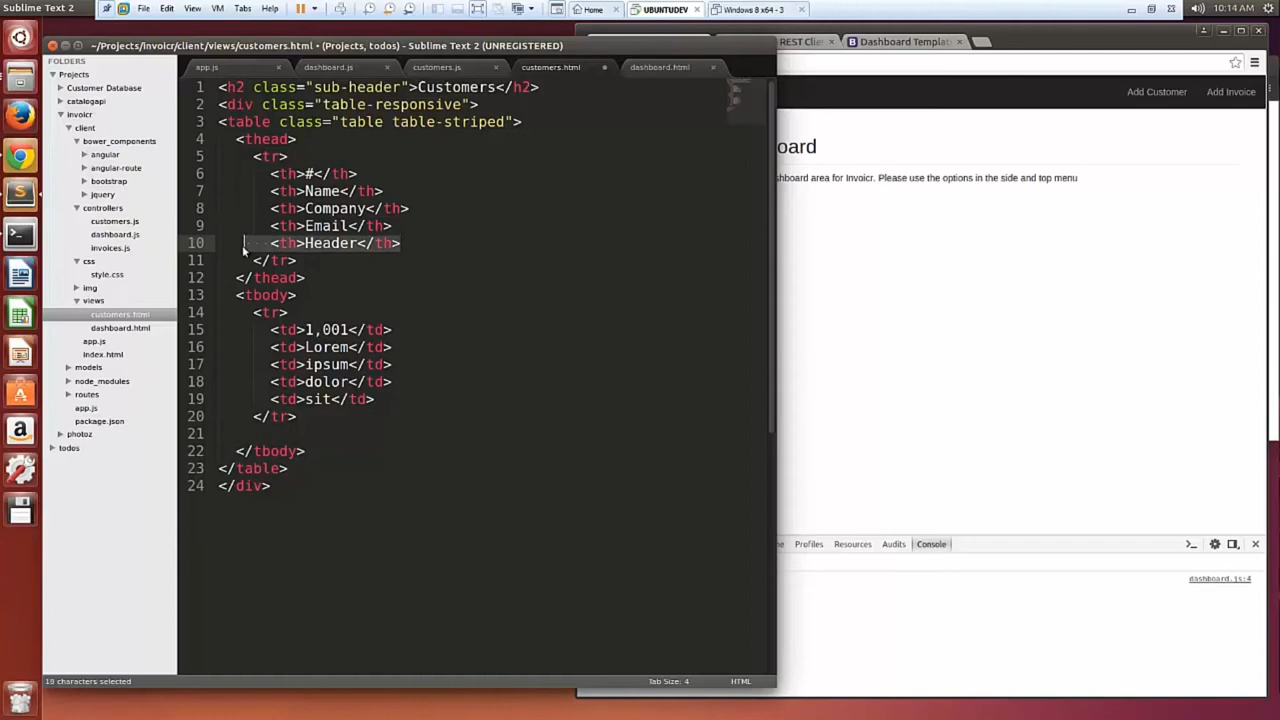 Sublime Text 2
File Edit View VM Tabs Help
Home
UBUNTUDEV
Windows 8 x64 - 3
10:14 AM
~/Projects/invoicr/client/views/customers.html • (Projects, todos) - Sublime Text 2 (UNREGISTERED)
REST Clie
Dashboard Templat
FOLDERS
Projects
Customer Database
catalogapi
invoicr
client
bower_components
angular
angular-route
bootstrap
jquery
controllers
customers.js
dashboard.js
invoices.js
css
style.css
img
views
customers.html
dashboard.html
app.js
index.html
models
node_modules
routes
app.js
package.json
photoz
todos
app.js
dashboard.js
customers.js
customers.html
dashboard.html
1 <h2 class="sub-header">Customers</h2>
2 <div class="table-responsive">
3 <table class="table table-striped">
4 <thead>
5 <tr>
6 <th>#</th>
7 <th>Name</th>
8 <th>Company</th>
9 <th>Email</th>
10 <th>Header</th>
11 </tr>
12 </thead>
13 <tbody>
14 <tr>
15 <td>1,001</td>
16 <td>Lorem</td>
17 <td>ipsum</td>
18 <td>dolor</td>
19 <td>sit</td>
20 </tr>
21
22 </tbody>
23 </table>
24 </div>
Add Customer Add Invoice
oard
hboard area for Invoicr. Please use the options in the side and top menu
Profiles Resources Audits Console
dashboard.js:4
18 characters selected
Tab Size: 4
HTML